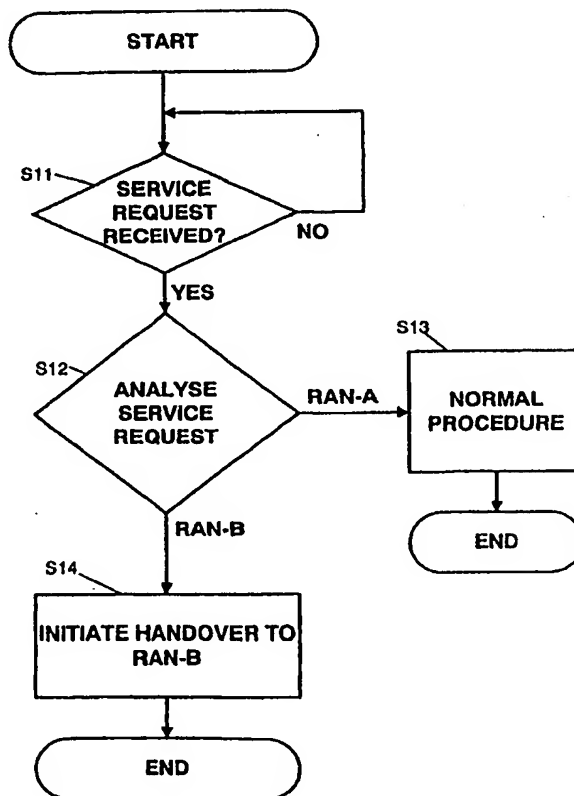 START
S11
SERVICE
REQUEST
RECEIVED?
NO
YES
S12
ANALYSE
SERVICE
REQUEST
RAN-A
S13
NORMAL
PROCEDURE
END
RAN-B
S14
INITIATE HANDOVER TO
RAN-B
END